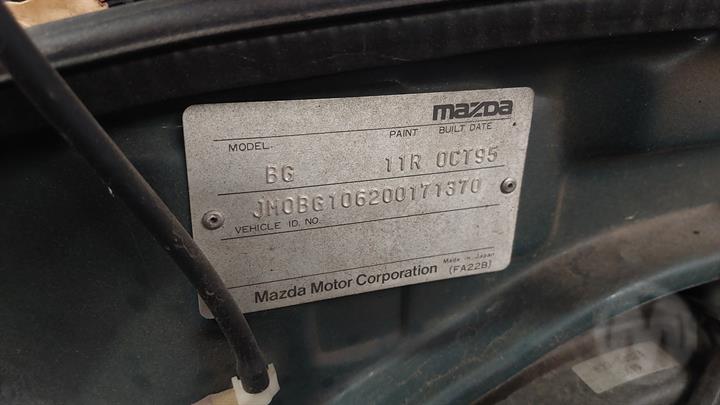 mazda
MODEL PAINT BUILT DATE
BG 11R OCT95
JM0BG106200171370
VEHICLE ID. NO.
Made in Japan
Mazda Motor Corporation (FA22B)